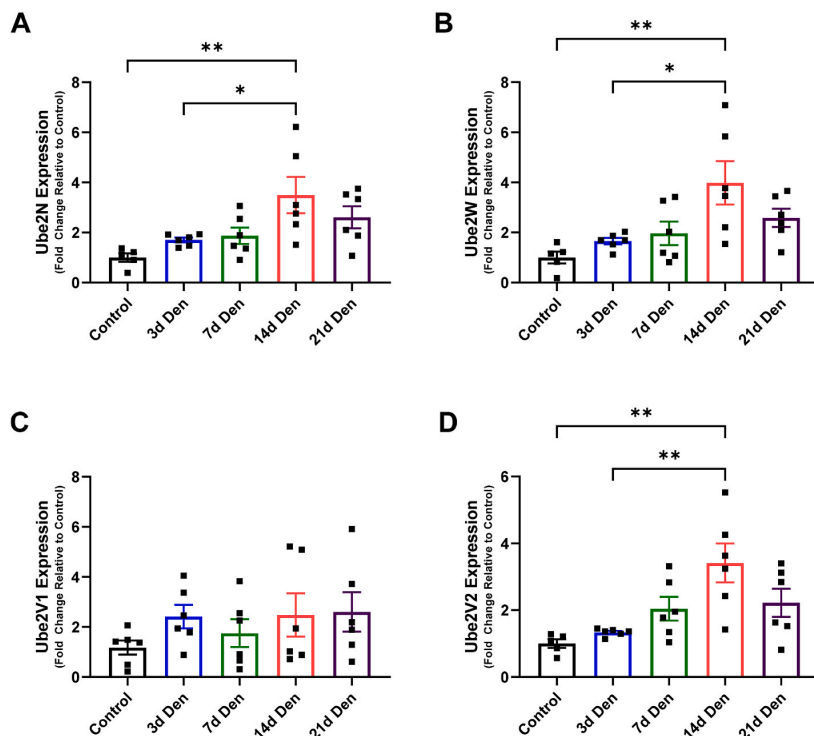 A
**
*
Ube2N Expression
(Fold Change Relative to Control)
8
6
4
2
0
Control
3d Den
7d Den
14d Den
21d Den
B
**
*
Ube2W Expression
(Fold Change Relative to Control)
8
6
4
2
0
Control
3d Den
7d Den
14d Den
21d Den
C
Ube2V1 Expression
(Fold Change Relative to Control)
8
6
4
2
0
Control
3d Den
7d Den
14d Den
21d Den
D
**
**
Ube2V2 Expression
(Fold Change Relative to Control)
6
4
2
0
Control
3d Den
7d Den
14d Den
21d Den